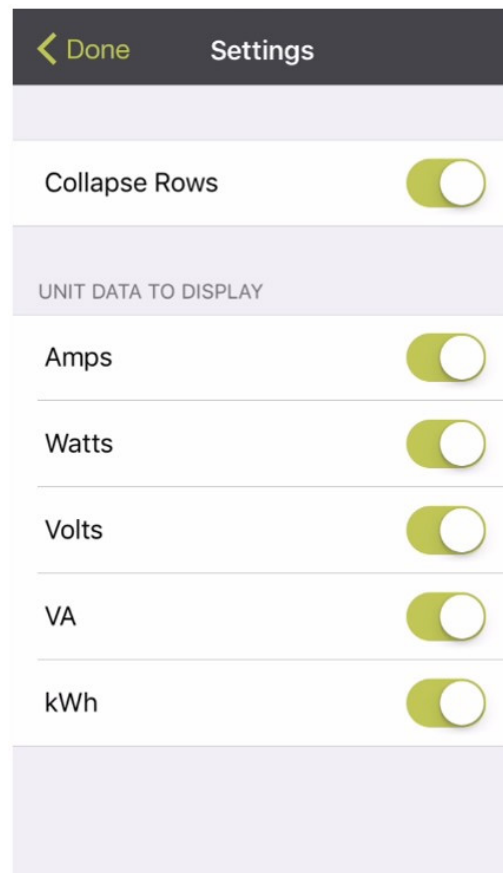 Done Settings
Collapse Rows
UNIT DATA TO DISPLAY
Amps
Watts
Volts
VA
kWh